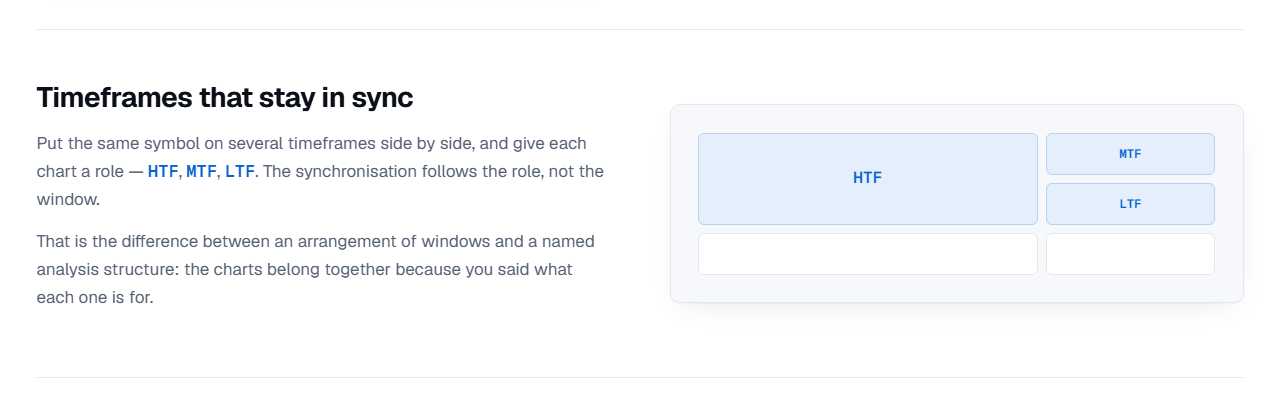 Timeframes that stay in sync
Put the same symbol on several timeframes side by side, and give each
chart a role — HTF, MTF, LTF. The synchronisation follows the role, not the
window.
That is the difference between an arrangement of windows and a named
analysis structure: the charts belong together because you said what
each one is for.
HTF
MTF
LTF